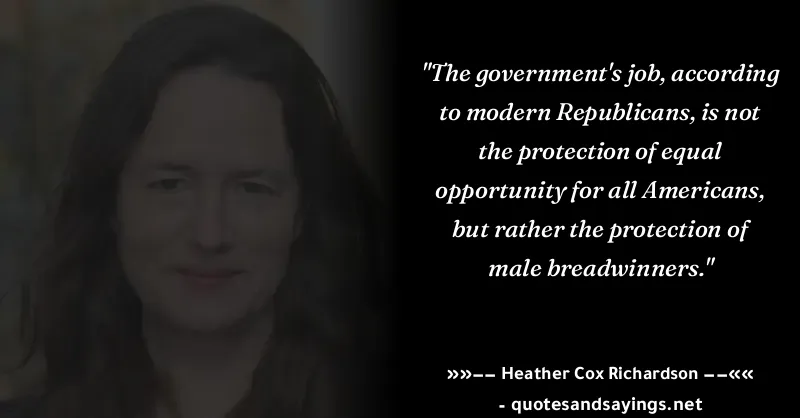 "The government's job, according
to modern Republicans, is not
the protection of equal
opportunity for all Americans,
but rather the protection of
male breadwinners."
»»–– Heather Cox Richardson ––««
- quotesandsayings.net